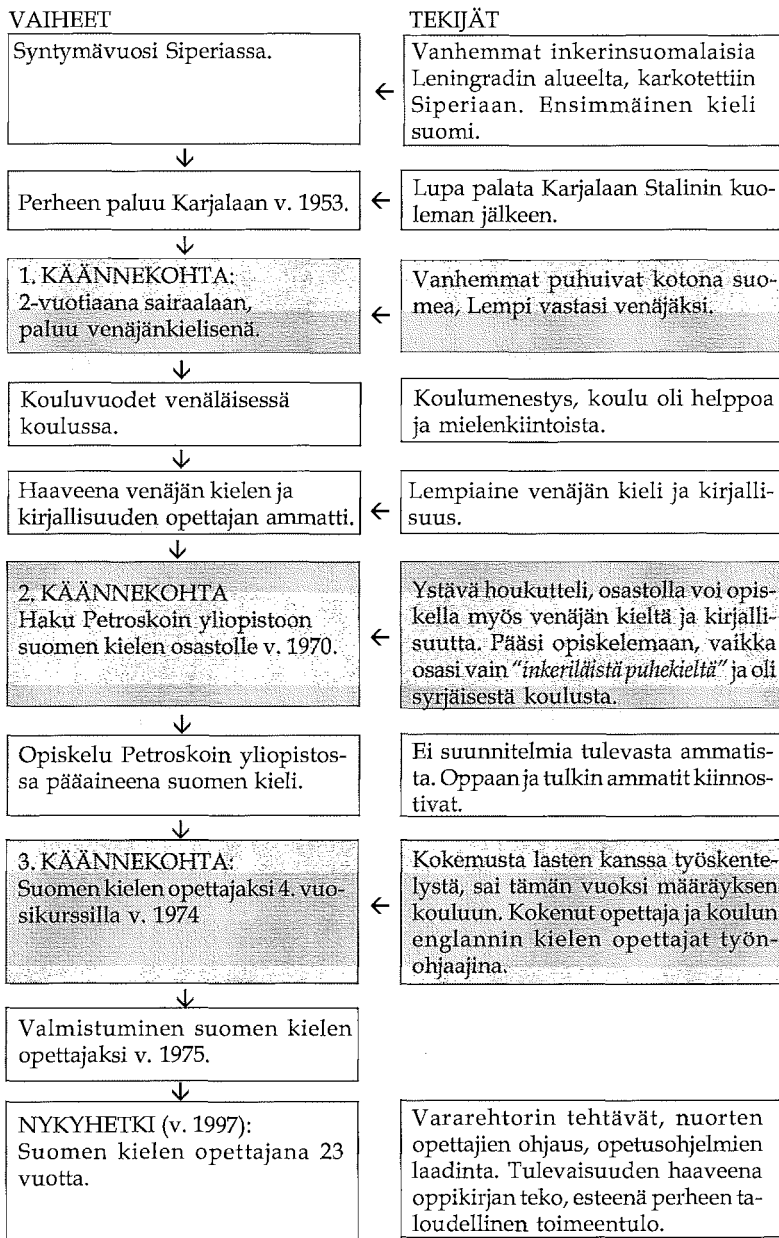 VAIHEET
Syntymävuosi Siperiassa.
TEKIJÄT
Vanhemmat inkerinsuomalaisia
Leningradin alueelta, karkotettiin
Siperiaan. Ensimmäinen kieli
suomi.
Perheen paluu Karjalaan v. 1953.
Lupa palata Karjalaan Stalinin kuo-
leman jälkeen.
1. KÄÄNNEKOHTA:
2-vuotiaana sairaalaan,
paluu venäjänkielisenä.
Vanhemmat puhuivat kotona suo-
mea, Lempi vastasi venäjäksi.
Kouluvuodet venäläisessä
koulussa.
Koulumenestys, koulu oli helppoa
ja mielenkiintoista.
Haaveena venäjän kielen ja
kirjallisuuden opettajan ammatti.
Lempiaine venäjän kieli ja kirjalli-
suus.
2. KÄÄNNEKOHTA
Haku Petroskoin yliopistoon
suomen kielen osastolle v. 1970.
Ystävä houkutteli, osastolla voi opis-
kella myös venäjän kieltä ja kirjalli-
suutta. Pääsi opiskelemaan, vaikka
osasi vain "inkeriläistä puhekieltä" ja oli
syrjäisestä koulusta.
Opiskelu Petroskoin yliopistos-
sa pääaineena suomen kieli.
Ei suunnitelmia tulevasta ammatis-
ta. Oppaan ja tulkin ammatit kiinnos-
tivat.
3. KÄÄNNEKOHTA:
Suomen kielen opettajaksi 4. vuo-
sikurssilla v. 1974
Kokemusta lasten kanssa työskente-
lystä, sai tämän vuoksi määräyksen
kouluun. Kokenut opettaja ja koulun
englannin kielen opettajat työn-
ohjaajina.
Valmistuminen suomen kielen
opettajaksi v. 1975.
NYKYHETKI (v. 1997):
Suomen kielen opettajana 23
vuotta.
Vararehtorin tehtävät, nuorten
opettajien ohjaus, opetusohjelmien
laadinta. Tulevaisuuden haaveena
oppikirjan teko, esteenä perheen ta-
loudellinen toimeentulo.